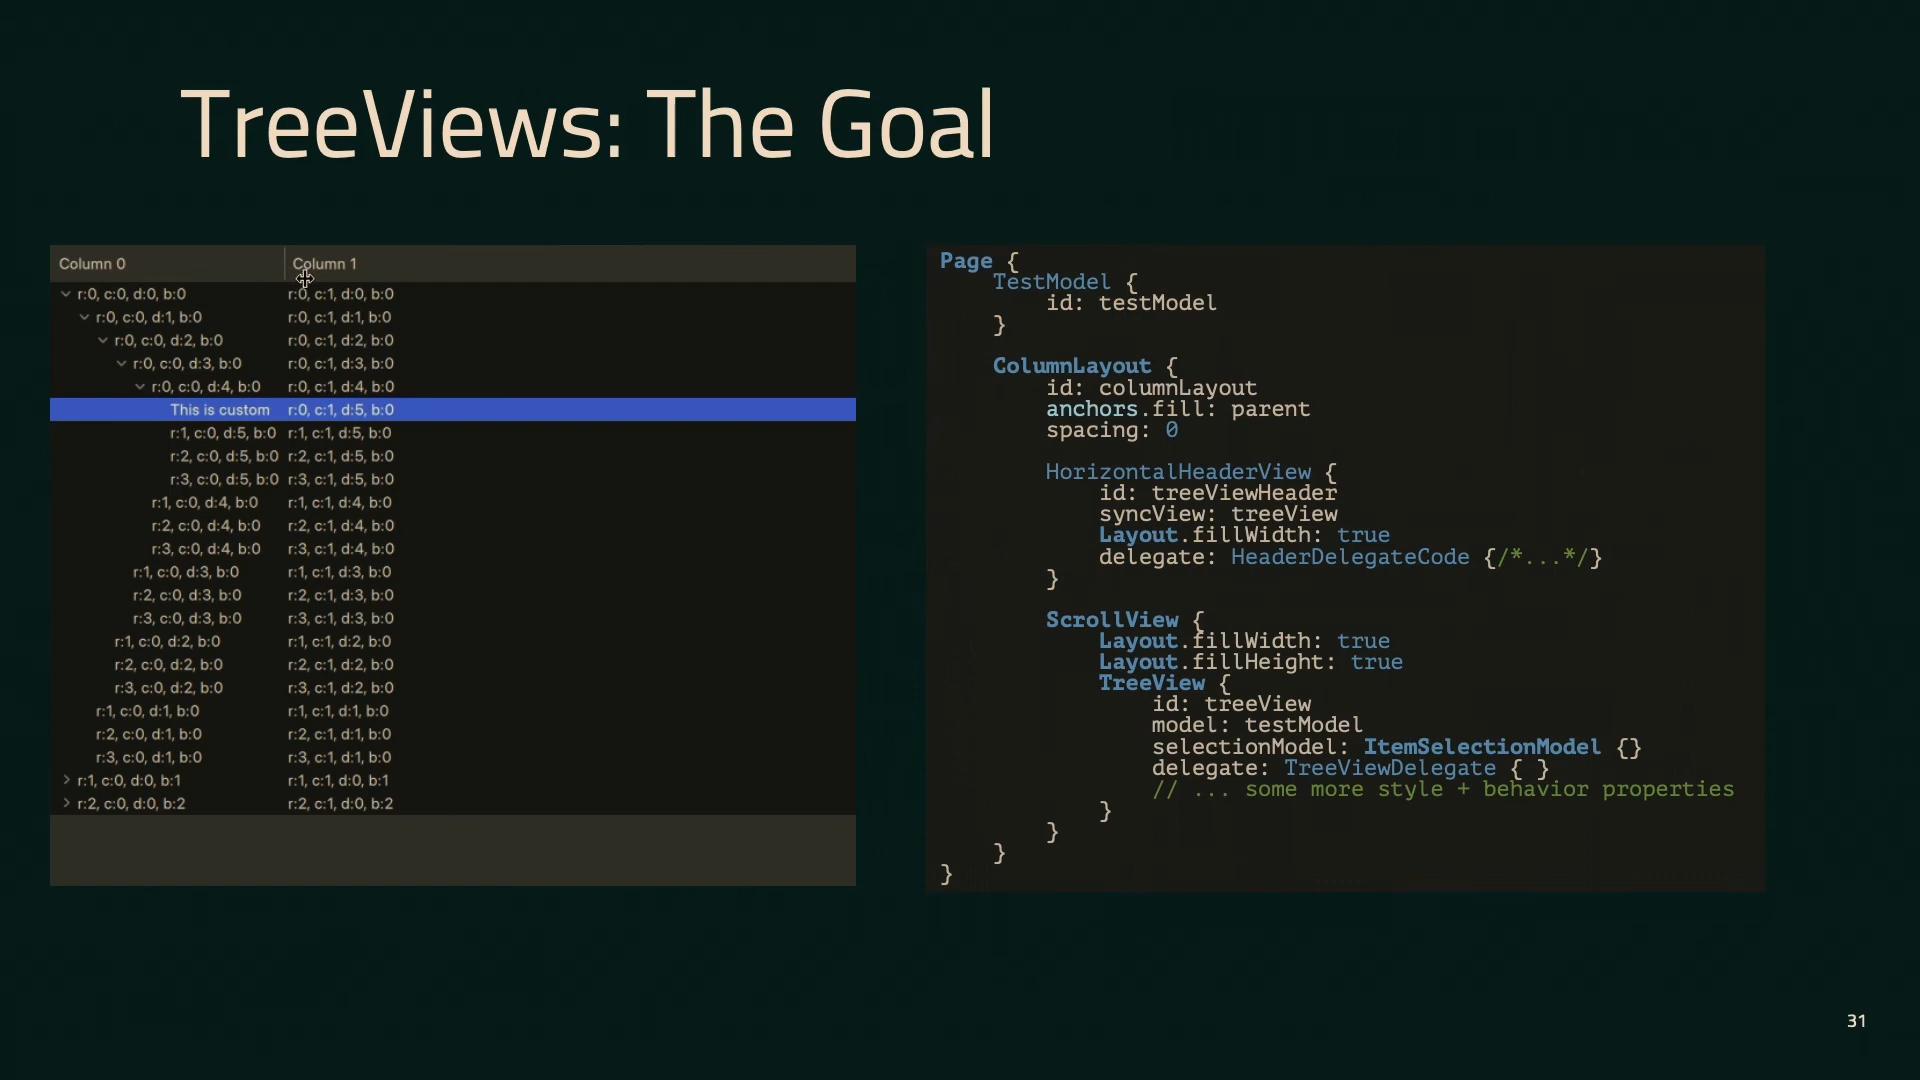 TreeViews: The Goal
Column 0 Column 1
r:0, c:0, d:0, b:0 r:0, c:1, d:0, b:0
r:0, c:0, d:1, b:0 r:0, c:1, d:1, b:0
r:0, c:0, d:2, b:0 r:0, c:1, d:2, b:0
r:0, c:0, d:3, b:0 r:0, c:1, d:3, b:0
r:0, c:0, d:4, b:0 r:0, c:1, d:4, b:0
This is custom r:0, c:1, d:5, b:0
r:1, c:0, d:5, b:0 r:1, c:1, d:5, b:0
r:2, c:0, d:5, b:0 r:2, c:1, d:5, b:0
r:3, c:0, d:5, b:0 r:3, c:1, d:5, b:0
r:1, c:0, d:4, b:0 r:1, c:1, d:4, b:0
r:2, c:0, d:4, b:0 r:2, c:1, d:4, b:0
r:3, c:0, d:4, b:0 r:3, c:1, d:4, b:0
r:1, c:0, d:3, b:0 r:1, c:1, d:3, b:0
r:2, c:0, d:3, b:0 r:2, c:1, d:3, b:0
r:3, c:0, d:3, b:0 r:3, c:1, d:3, b:0
r:1, c:0, d:2, b:0 r:1, c:1, d:2, b:0
r:2, c:0, d:2, b:0 r:2, c:1, d:2, b:0
r:3, c:0, d:2, b:0 r:3, c:1, d:2, b:0
r:1, c:0, d:1, b:0 r:1, c:1, d:1, b:0
r:2, c:0, d:1, b:0 r:2, c:1, d:1, b:0
r:3, c:0, d:1, b:0 r:3, c:1, d:1, b:0
r:1, c:0, d:0, b:1 r:1, c:1, d:0, b:1
r:2, c:0, d:0, b:2 r:2, c:1, d:0, b:2
Page {
TestModel {
id: testModel
}
ColumnLayout {
id: columnLayout
anchors.fill: parent
spacing: 0
HorizontalHeaderView {
id: treeViewHeader
syncView: treeView
Layout.fillWidth: true
delegate: HeaderDelegateCode {/*...*/}
}
ScrollView {
Layout.fillWidth: true
Layout.fillHeight: true
TreeView {
id: treeView
model: testModel
selectionModel: ItemSelectionModel {}
delegate: TreeViewDelegate { }
// ... some more style + behavior properties
}
}
}
}
31